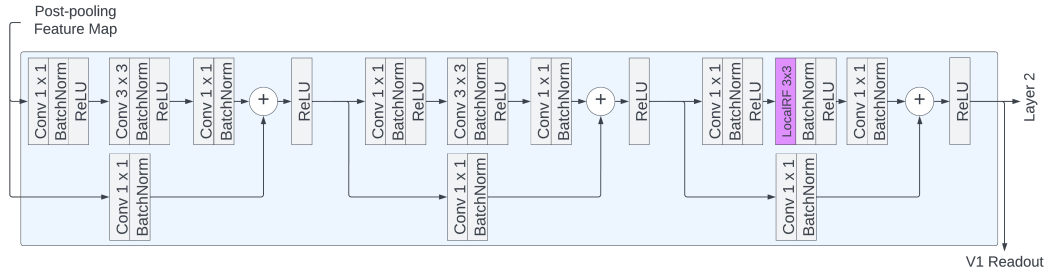 Post-pooling
Feature Map
Conv 1 x 1
BatchNorm
ReLU
Conv 3 x 3
BatchNorm
ReLU
Conv 1 x 1
BatchNorm
+
ReLU
Conv 1 x 1
BatchNorm
Conv 1 x 1
BatchNorm
ReLU
Conv 3 x 3
BatchNorm
ReLU
Conv 1 x 1
BatchNorm
+
ReLU
Conv 1 x 1
BatchNorm
Conv 1 x 1
BatchNorm
ReLU
LocalRF 3x3
BatchNorm
ReLU
Conv 1 x 1
BatchNorm
+
ReLU
Conv 1 x 1
BatchNorm
Layer 2
V1 Readout